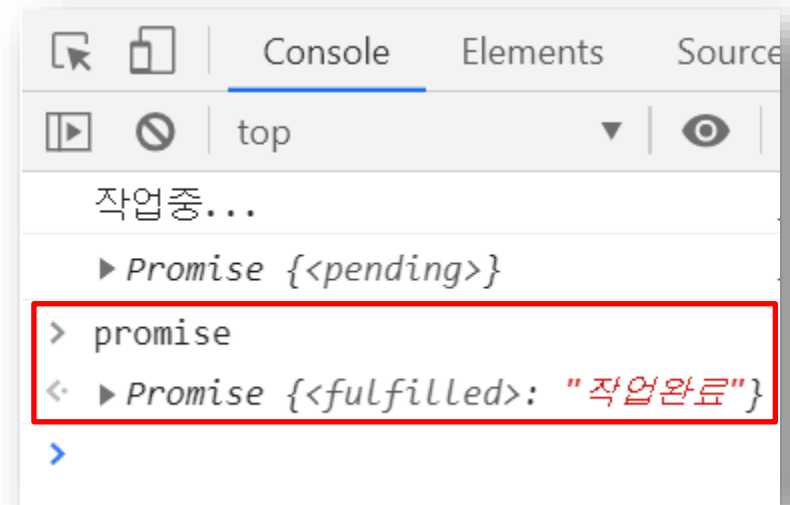 Console Elements Source
top
작업중...
▶ Promise {<pending>}
> promise
<· ▶ Promise {<fulfilled>: "작업완료"}
>